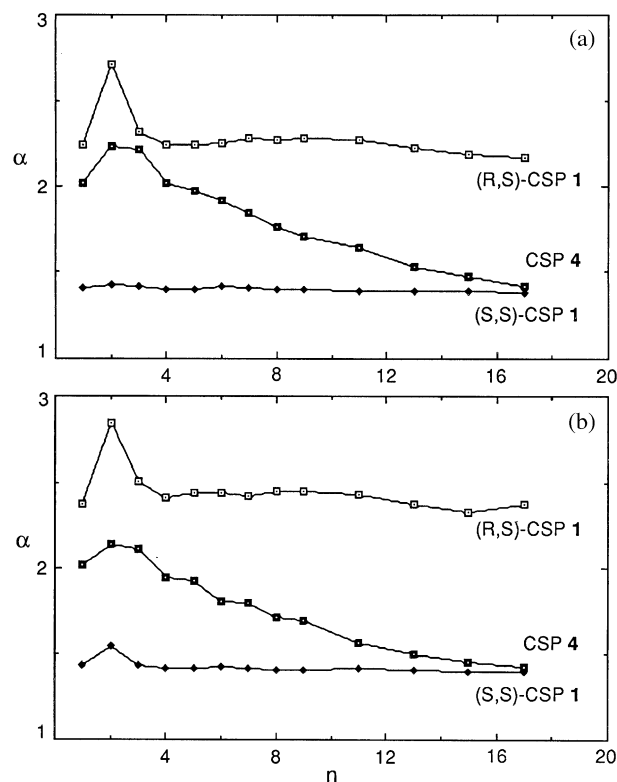 3
(a)
2
α
(R,S)-CSP 1
CSP 4
(S,S)-CSP 1
1
4
8
12
16
20
3
(b)
2
α
(R,S)-CSP 1
CSP 4
(S,S)-CSP 1
1
4
8
12
16
20
n